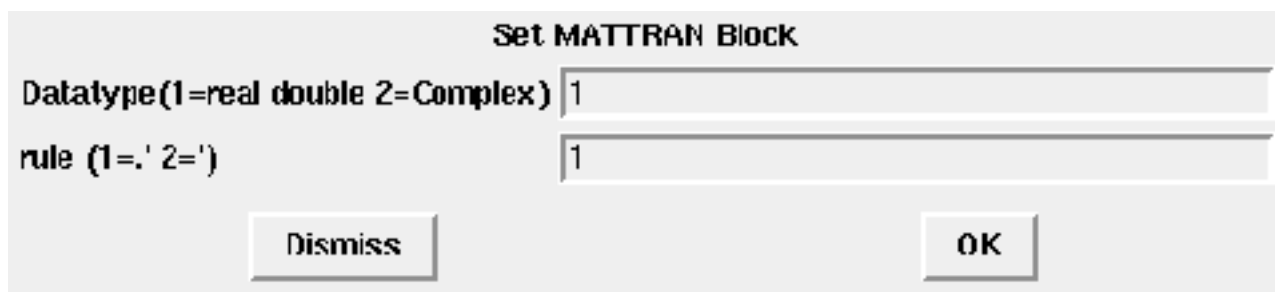 Set MATTRAN Block
Datatype(1=real double 2=Complex) 1
rule (1=.' 2=') 1
Dismiss OK